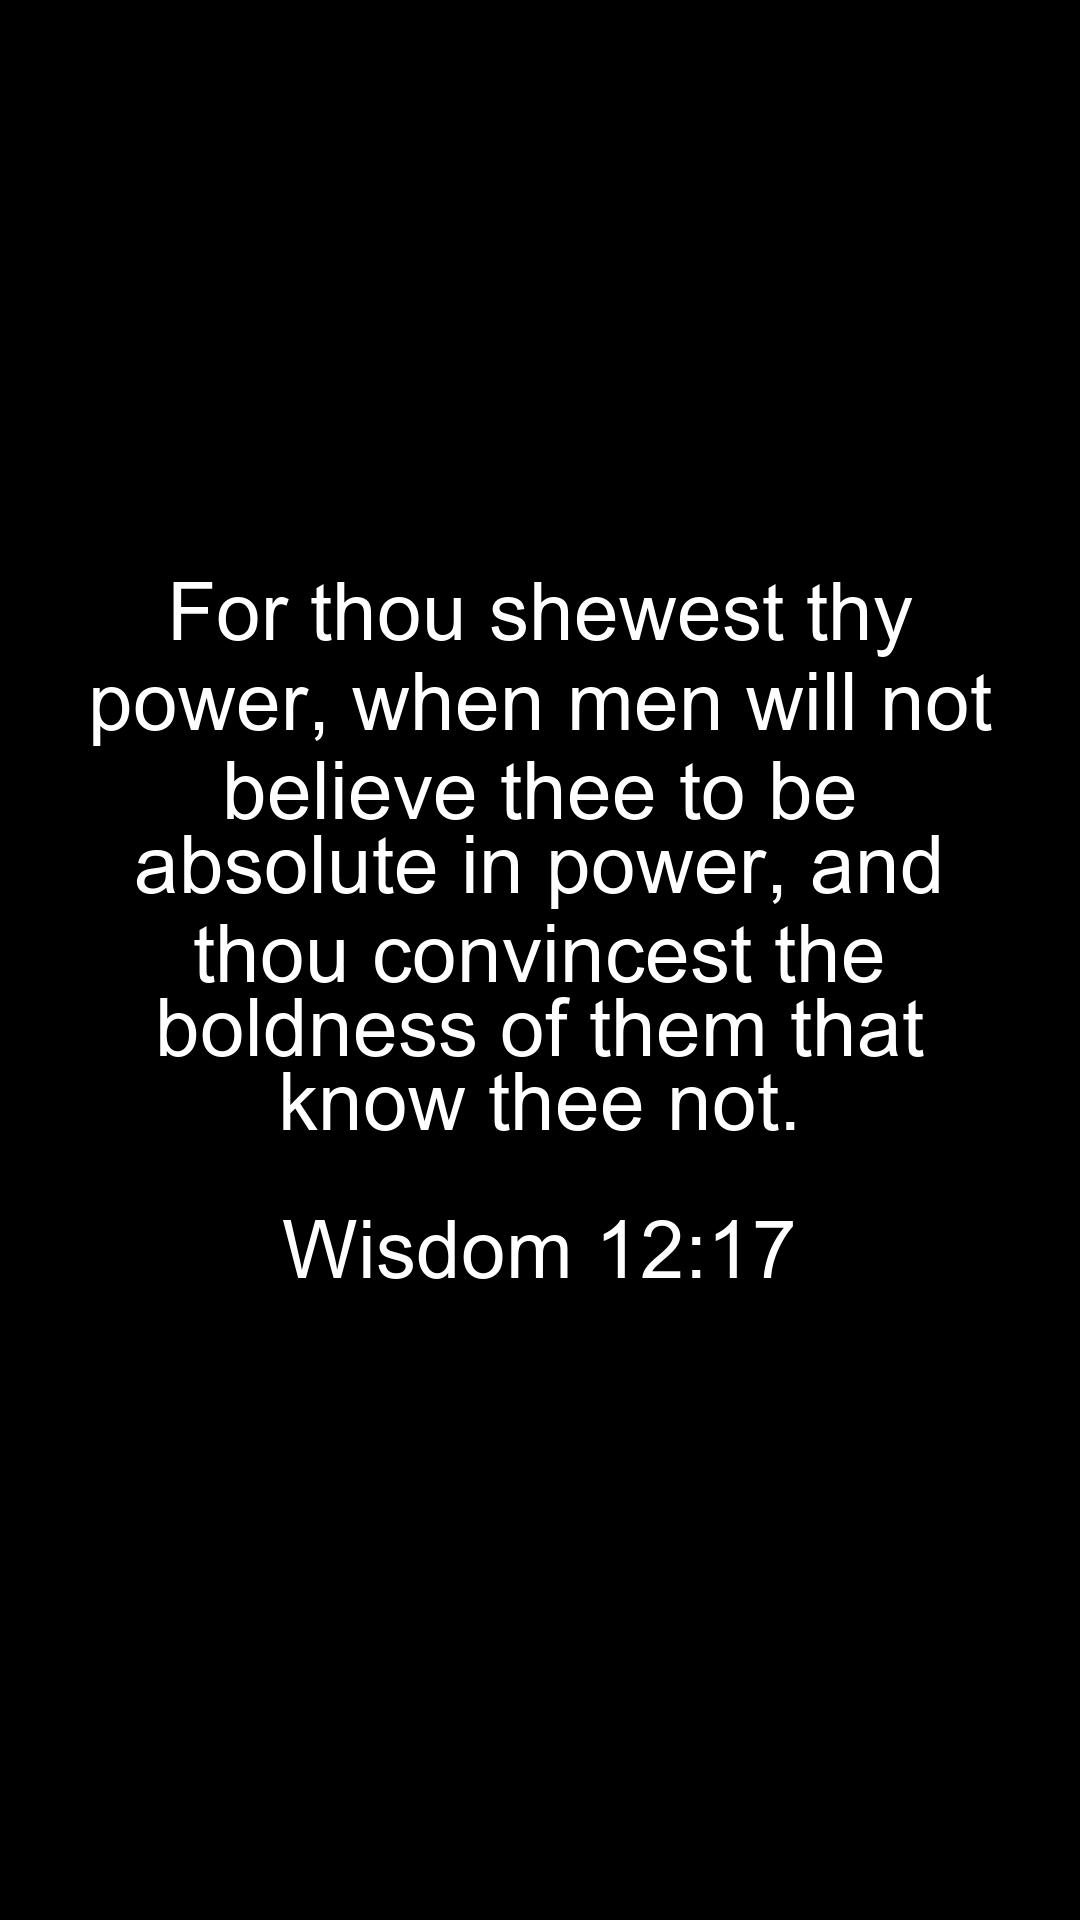 For thou shewest thy
power, when men will not
believe thee to be
absolute in power, and
thou convincest the
boldness of them that
know thee not.
Wisdom 12:17